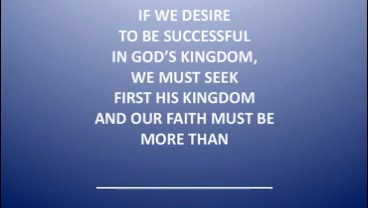 IF WE DESIRE
TO BE SUCCESSFUL
IN GOD'S KINGDOM,
WE MUST SEEK
FIRST HIS KINGDOM
AND OUR FAITH MUST BE
MORE THAN
______________________